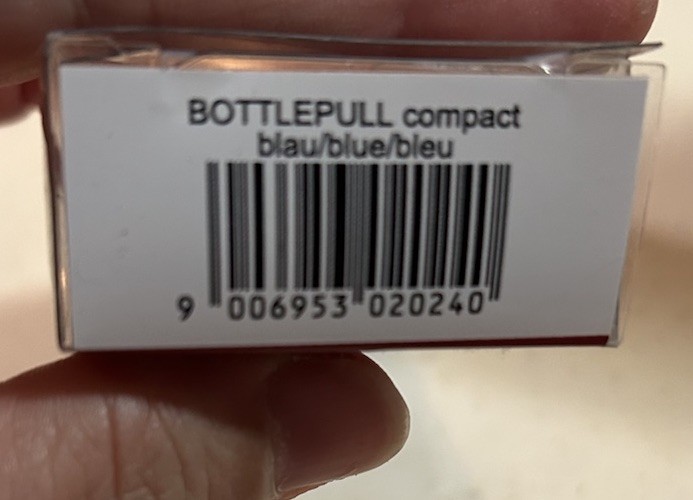 BOTTLEPULL compact
blau/blue/bleu
9 006953 020240